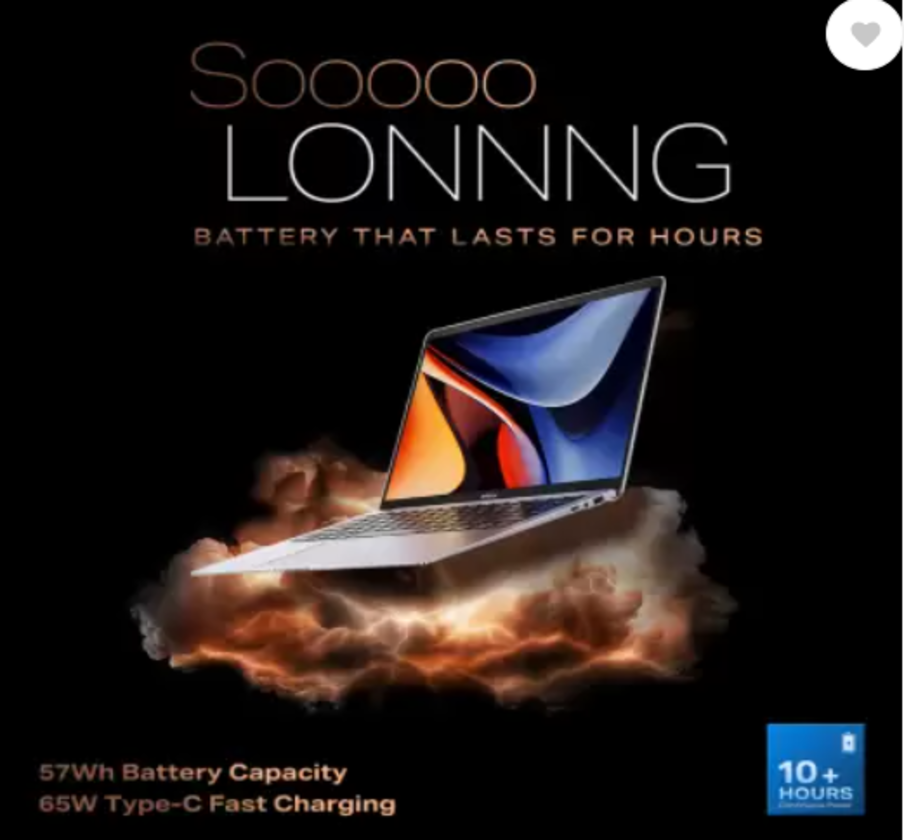 Sooooo
LONNNG
BATTERY THAT LASTS FOR HOURS
57Wh Battery Capacity
65W Type-C Fast Charging
10+
HOURS